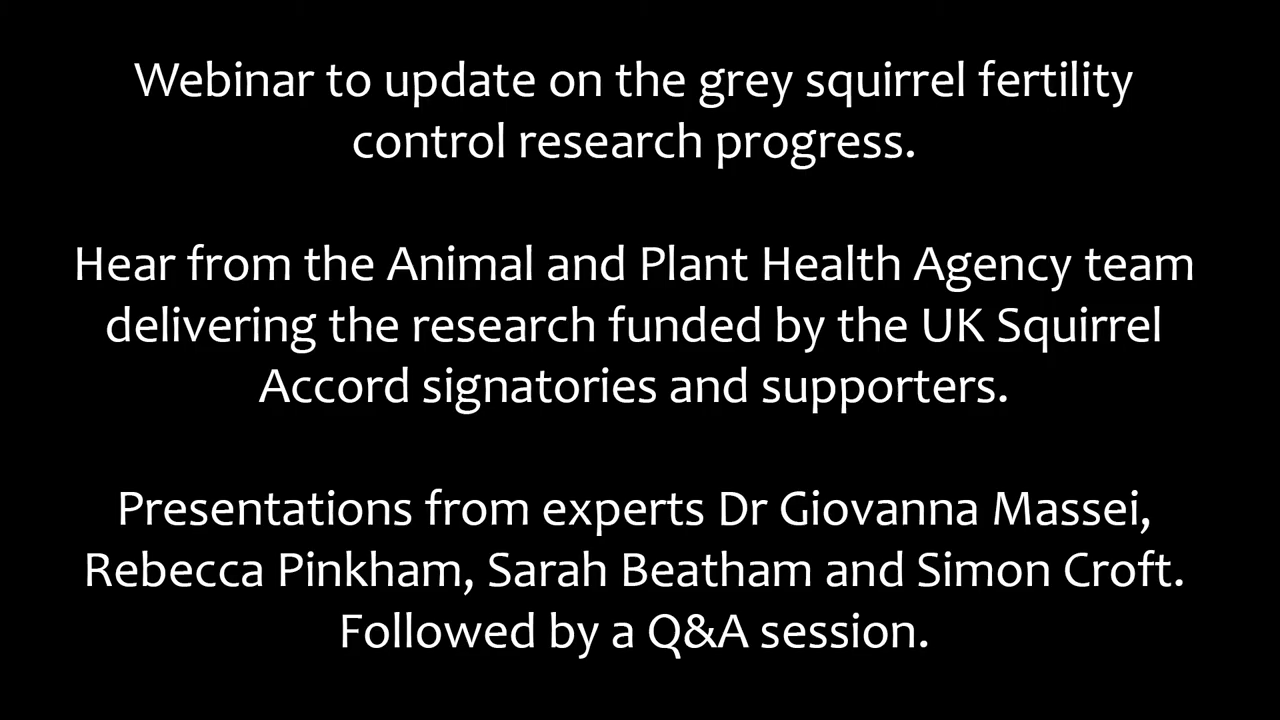 Webinar to update on the grey squirrel fertility
control research progress.
Hear from the Animal and Plant Health Agency team
delivering the research funded by the UK Squirrel
Accord signatories and supporters.
Presentations from experts Dr Giovanna Massei,
Rebecca Pinkham, Sarah Beatham and Simon Croft.
Followed by a Q&A session.